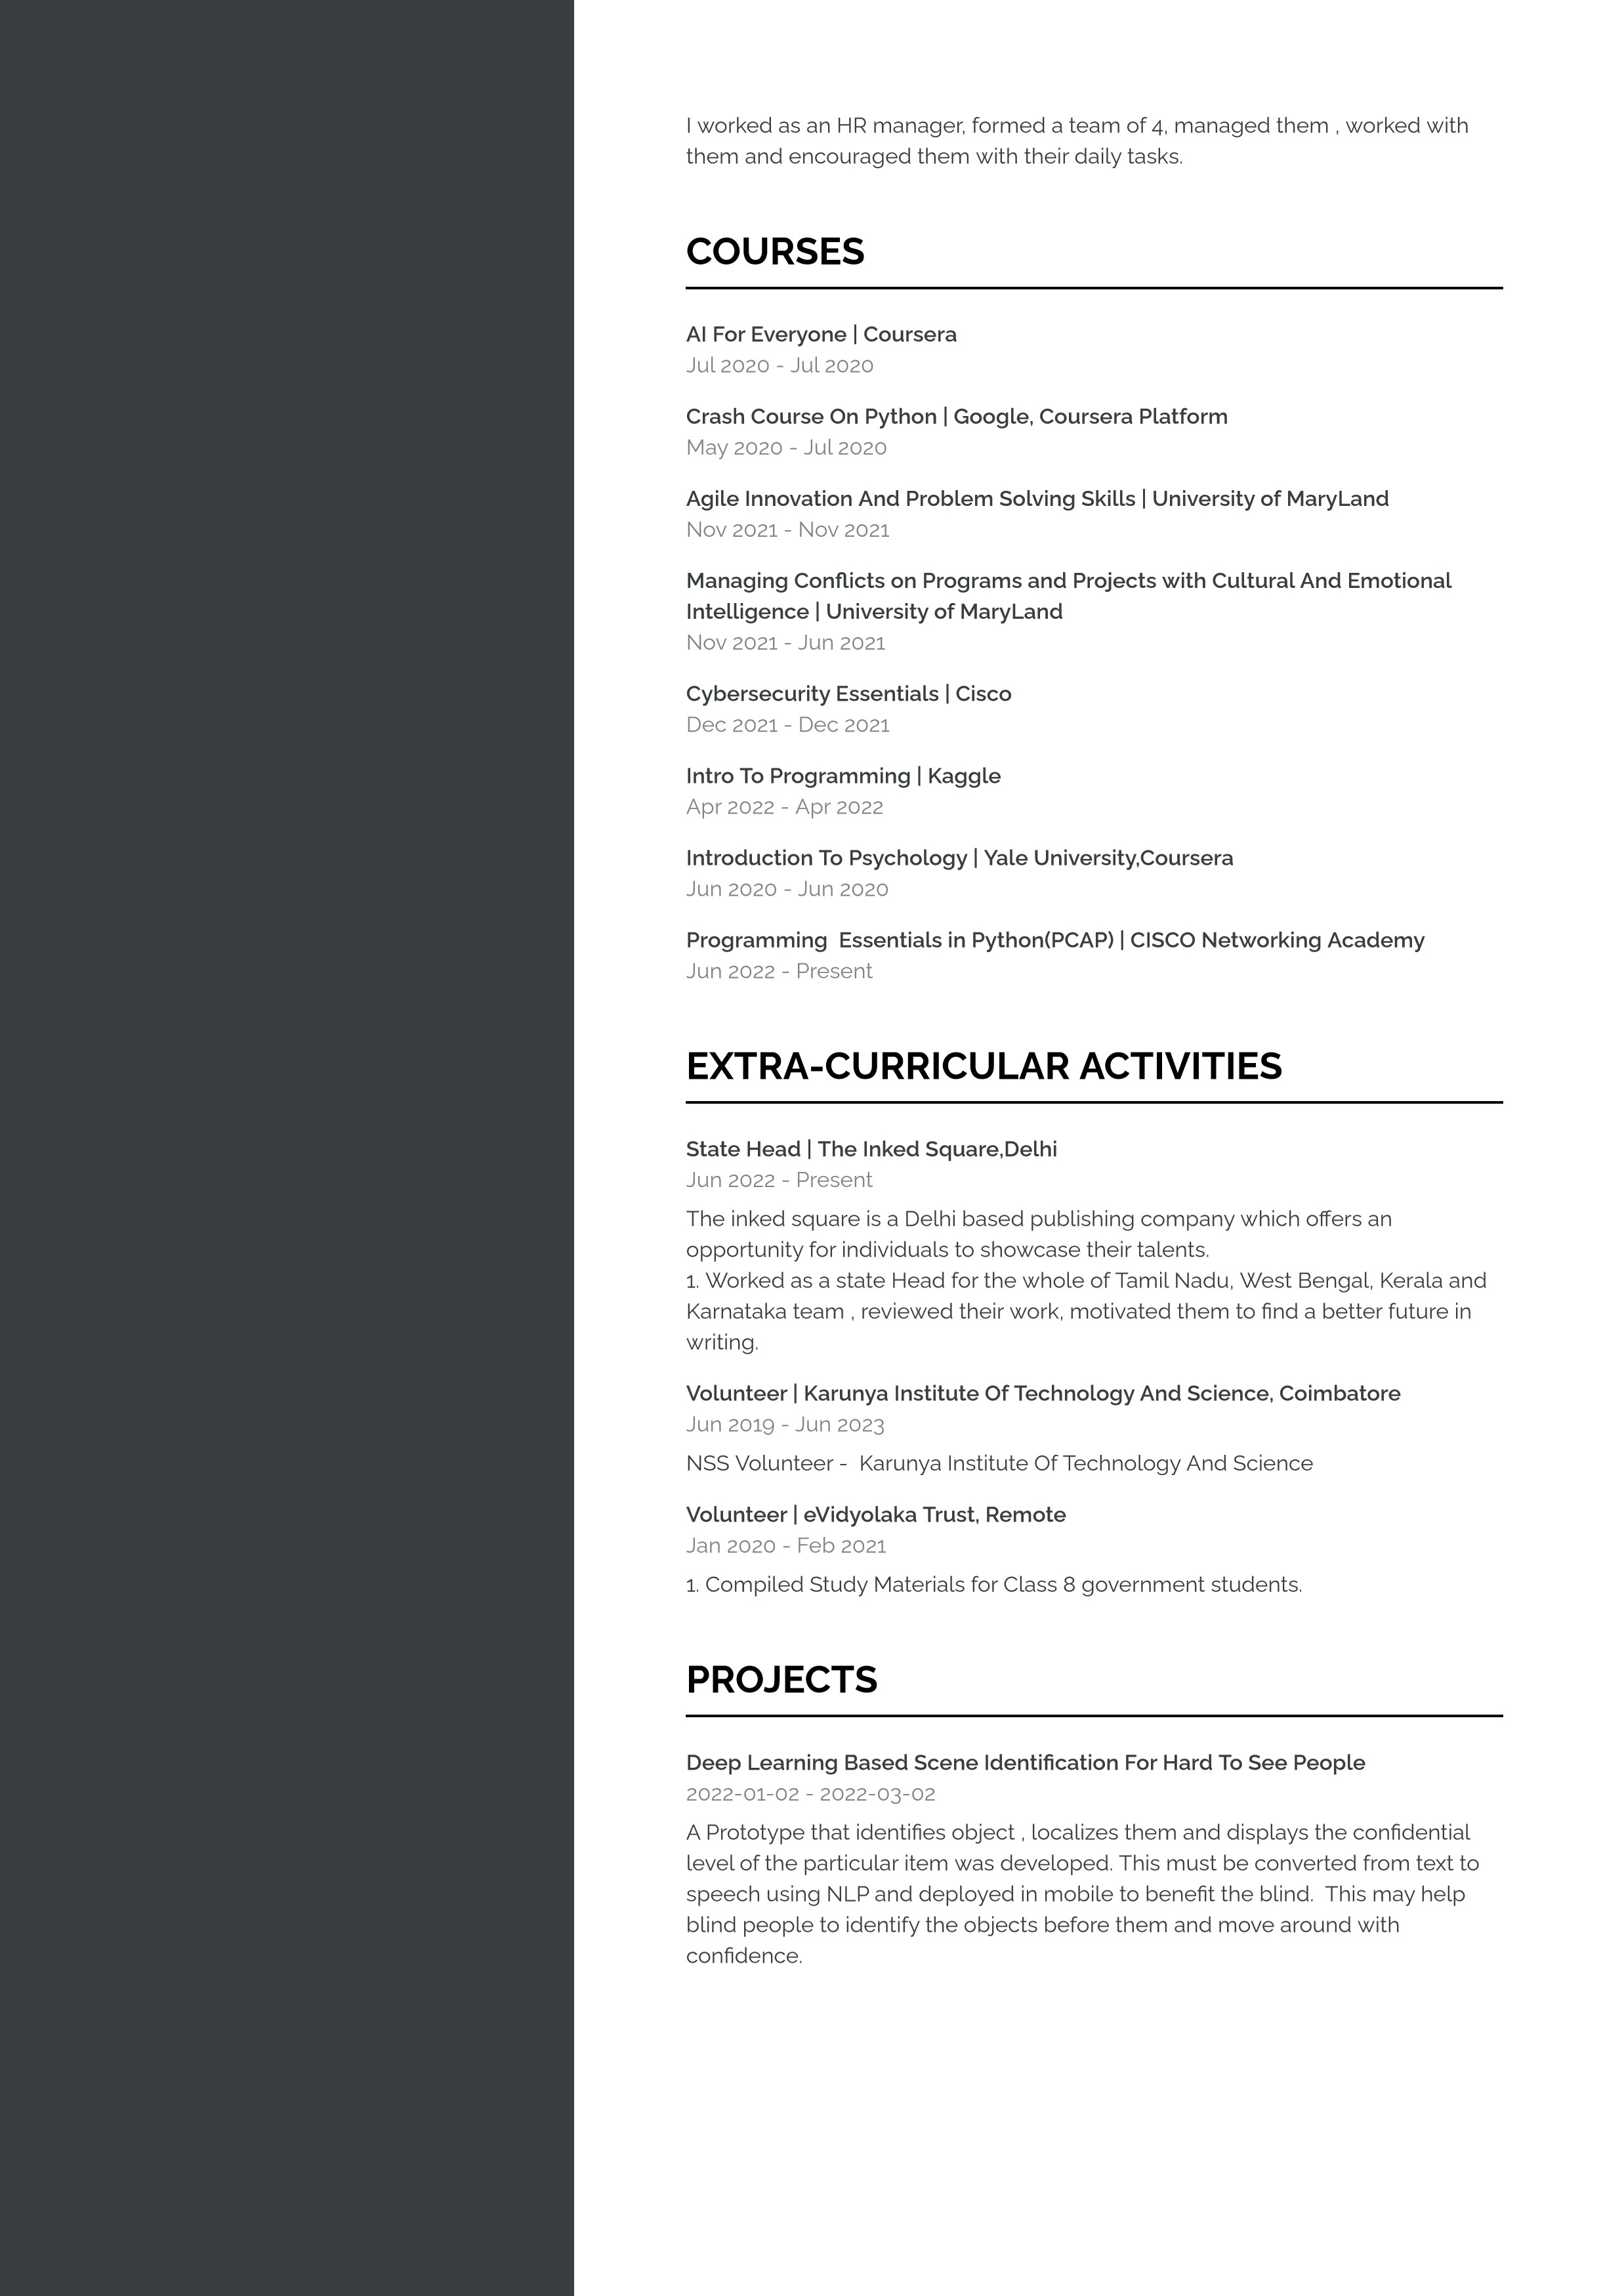 I worked as an HR manager, formed a team of 4, managed them , worked with
them and encouraged them with their daily tasks.
COURSES
AI For Everyone | Coursera
Jul 2020 - Jul 2020
Crash Course On Python | Google, Coursera Platform
May 2020 - Jul 2020
Agile Innovation And Problem Solving Skills | University of MaryLand
Nov 2021 - Nov 2021
Managing Conflicts on Programs and Projects with Cultural And Emotional
Intelligence | University of MaryLand
Nov 2021 - Jun 2021
Cybersecurity Essentials | Cisco
Dec 2021 - Dec 2021
Intro To Programming | Kaggle
Apr 2022 - Apr 2022
Introduction To Psychology | Yale University,Coursera
Jun 2020 - Jun 2020
Programming  Essentials in Python(PCAP) | CISCO Networking Academy
Jun 2022 - Present
EXTRA-CURRICULAR ACTIVITIES
State Head | The Inked Square,Delhi
Jun 2022 - Present
The inked square is a Delhi based publishing company which offers an
opportunity for individuals to showcase their talents.
1. Worked as a state Head for the whole of Tamil Nadu, West Bengal, Kerala and
Karnataka team , reviewed their work, motivated them to find a better future in
writing.
Volunteer | Karunya Institute Of Technology And Science, Coimbatore
Jun 2019 - Jun 2023
NSS Volunteer -  Karunya Institute Of Technology And Science
Volunteer | eVidyolaka Trust, Remote
Jan 2020 - Feb 2021
1. Compiled Study Materials for Class 8 government students.
PROJECTS
Deep Learning Based Scene Identification For Hard To See People
2022-01-02 - 2022-03-02
A Prototype that identifies object , localizes them and displays the confidential
level of the particular item was developed. This must be converted from text to
speech using NLP and deployed in mobile to benefit the blind.  This may help
blind people to identify the objects before them and move around with
confidence.